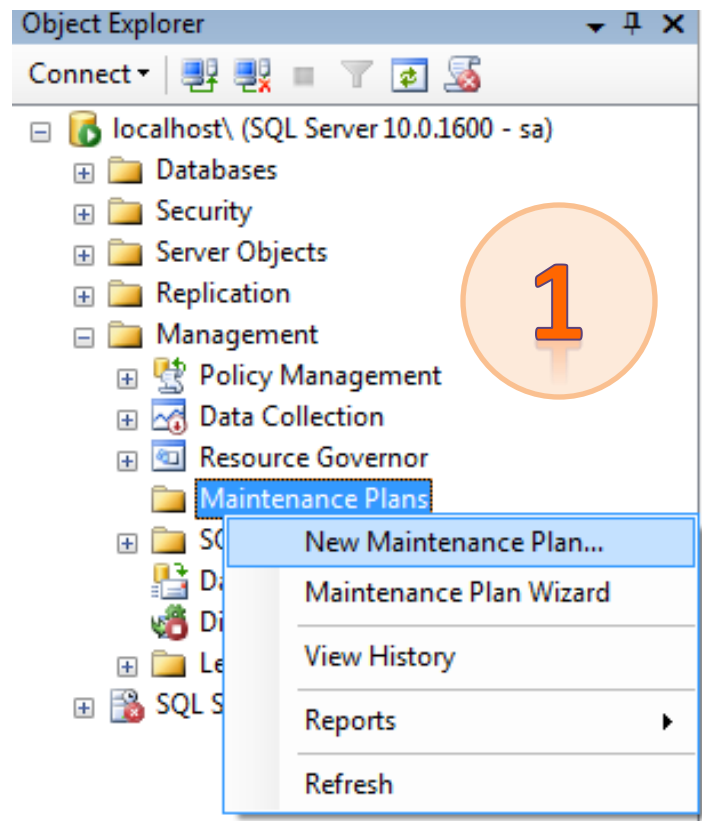 Object Explorer
Connect
localhost\ (SQL Server 10.0.1600 - sa)
Databases
Security
Server Objects
Replication
1
Management
Policy Management
Data Collection
Resource Governor
Maintenance Plans
New Maintenance Plan...
Maintenance Plan Wizard
View History
Reports
SQL S
Refresh